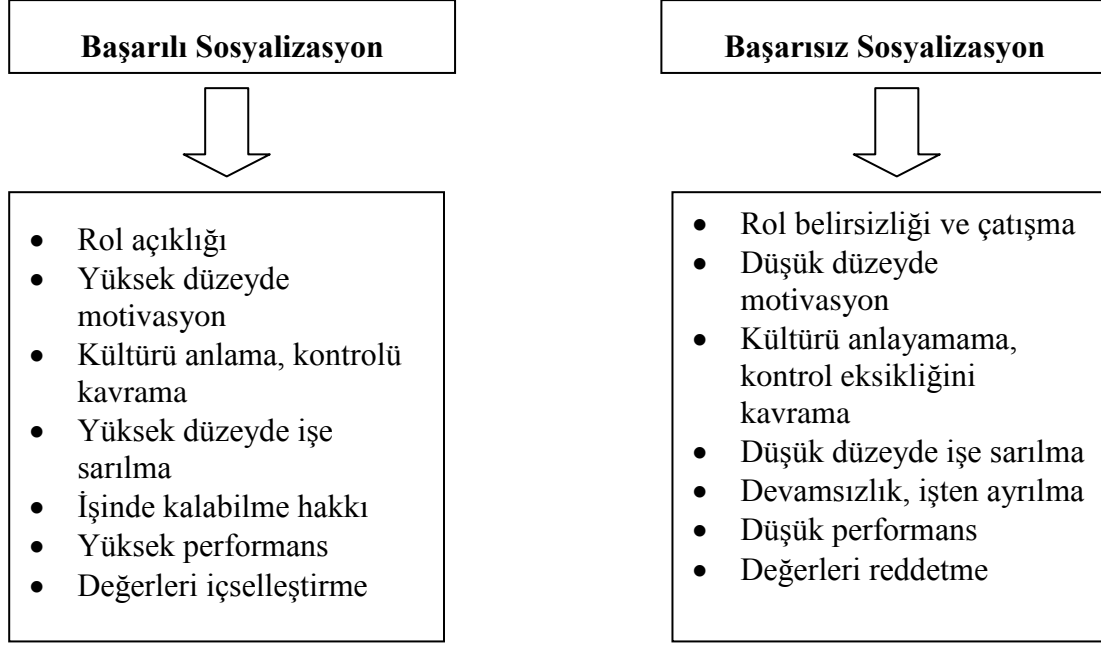 Başarılı Sosyalizasyon
• Rol açıklığı
• Yüksek düzeyde
motivasyon
• Kültürü anlama, kontrolü
kavrama
• Yüksek düzeyde işe
sarılma
• İşinde kalabilme hakkı
• Yüksek performans
• Değerleri içselleştirme
Başarısız Sosyalizasyon
• Rol belirsizliği ve çatışma
• Düşük düzeyde
motivasyon
• Kültürü anlayamama,
kontrol eksikliğini
kavrama
• Düşük düzeyde işe sarılma
• Devamsızlık, işten ayrılma
• Düşük performans
• Değerleri reddetme